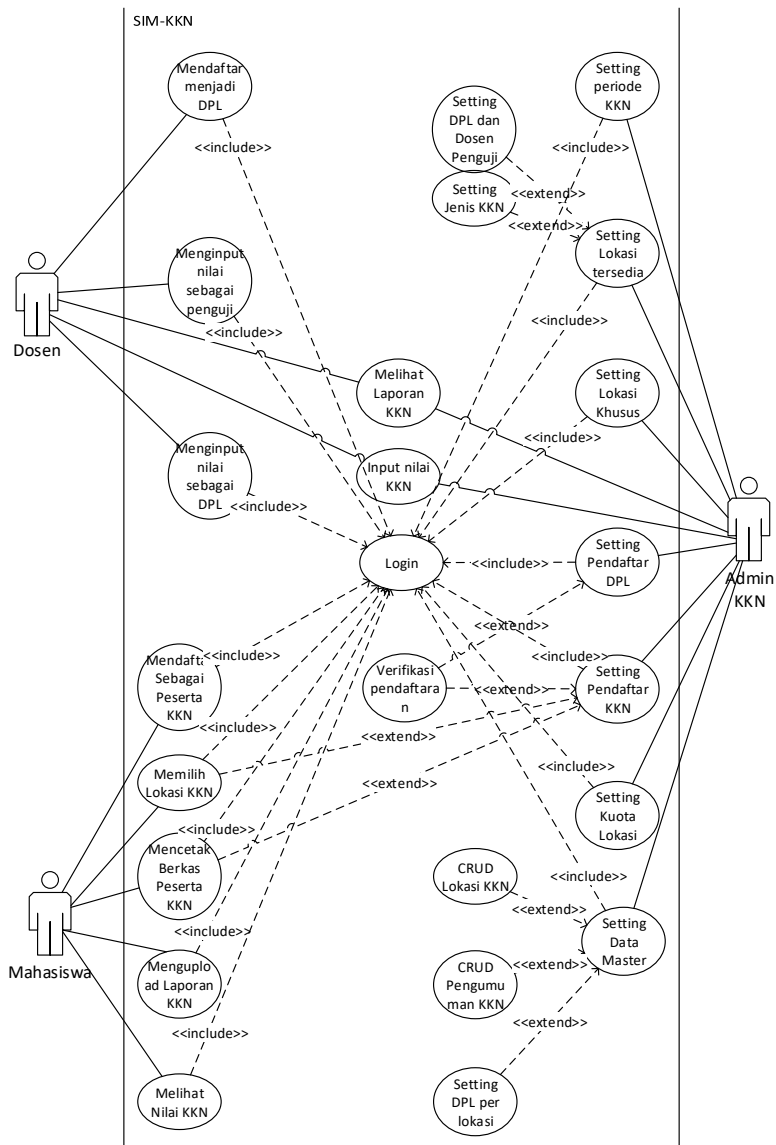 SIM-KKN
Mendaftar
menjadi
DPL
Setting
periode
KKN
Setting
DPL dan
Dosen
Penguji
<<include>>
<<include>>
Setting
Jenis KKN
<<extend>>
<<extend>>
Setting
Lokasi
tersedia
Menginput
nilai
sebagai
penguji
<<include>>
<<include>>
Dosen
Melihat
Laporan
KKN
Setting
Lokasi
Khusus
<<include>>
Menginput
nilai
sebagai
DPL
Input nilai
KKN
<<include>>
Login
<<include>>
Setting
Pendaftar
DPL
Admin
KKN
<<extend>>
Mendafta
Sebagai
Peserta
KKN
<<include>>
Verifikasi
pendaftara
n
<<include>>
<<extend>>
Setting
Pendaftar
KKN
<<include>>
<<extend>>
Memilih
Lokasi KKN
<<include>>
<<extend>>
Setting
Kuota
Lokasi
<<include>>
Mencetak
Berkas
Peserta
KKN
CRUD
Lokasi KKN
<<include>>
<<extend>>
Setting
Data
Master
<<include>>
Mahasiswa
Menguplo
ad Laporan
KKN
CRUD
Pengumu
man KKN
<<extend>>
<<include>>
<<extend>>
Melihat
Nilai KKN
Setting
DPL per
lokasi